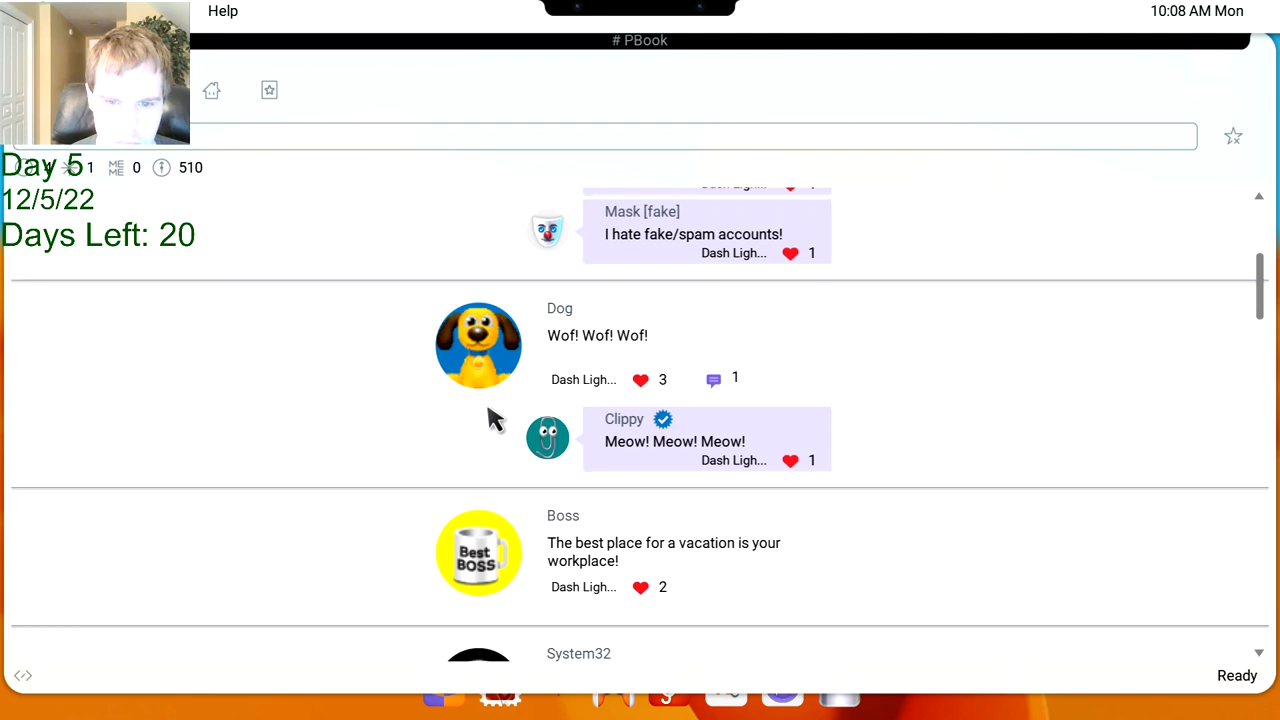 Help
10:08 AM Mon
# PBook
Day 5
1
ME ME 0
510
12/5/22
Days Left: 20
Mask [fake]
I hate fake/spam accounts!
Dash Ligh... 1
Dog
Wof! Wof! Wof!
Dash Ligh... 3 1
Clippy
Meow! Meow! Meow!
Dash Ligh... 1
Boss
Best BOSS
The best place for a vacation is your
workplace!
Dash Ligh... 2
System32
Ready